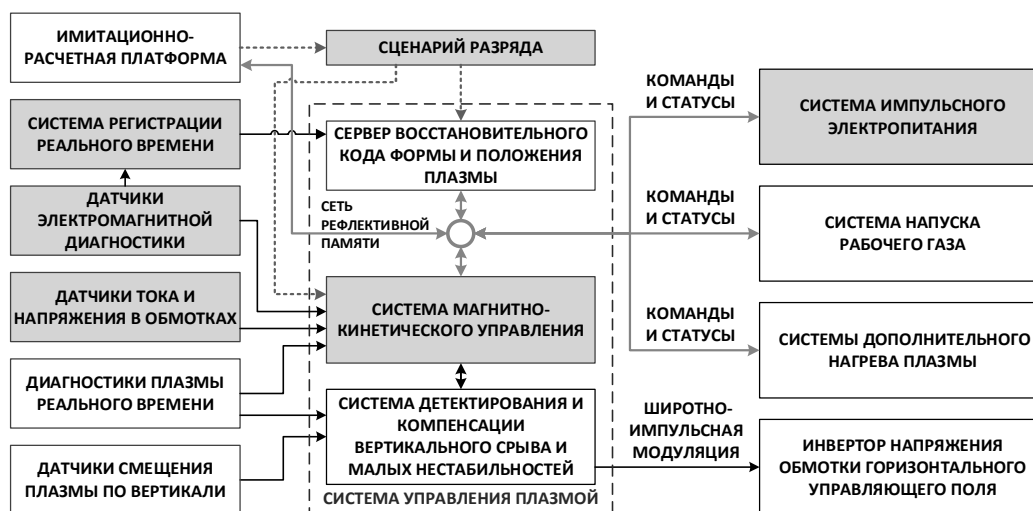 ИМИТАЦИОННО-
РАСЧЕТНАЯ ПЛАТФОРМА
СЦЕНАРИЙ РАЗРЯДА
СИСТЕМА РЕГИСТРАЦИИ
РЕАЛЬНОГО ВРЕМЕНИ
ДАТЧИКИ
ЭЛЕКТРОМАГНИТНОЙ
ДИАГНОСТИКИ
ДАТЧИКИ ТОКА И
НАПРЯЖЕНИЯ В ОБМОТКАХ
ДИАГНОСТИКИ ПЛАЗМЫ
РЕАЛЬНОГО ВРЕМЕНИ
ДАТЧИКИ СМЕЩЕНИЯ
ПЛАЗМЫ ПО ВЕРТИКАЛИ
СЕРВЕР ВОССТАНОВИТЕЛЬНОГО
КОДА ФОРМЫ И ПОЛОЖЕНИЯ
ПЛАЗМЫ
СЕТЬ
РЕФЛЕКТИВНОЙ
ПАМЯТИ
СИСТЕМА МАГНИТНО-
КИНЕТИЧЕСКОГО УПРАВЛЕНИЯ
СИСТЕМА ДЕТЕКТИРОВАНИЯ И
КОМПЕНСАЦИИ
ВЕРТИКАЛЬНОГО СРЫВА И
МАЛЫХ НЕСТАБИЛЬНОСТЕЙ
СИСТЕМА УПРАВЛЕНИЯ ПЛАЗМОЙ
КОМАНДЫ
И СТАТУСЫ
СИСТЕМА ИМПУЛЬСНОГО
ЭЛЕКТРОПИТАНИЯ
КОМАНДЫ
И СТАТУСЫ
СИСТЕМА НАПУСКА
РАБОЧЕГО ГАЗА
КОМАНДЫ
И СТАТУСЫ
СИСТЕМЫ ДОПОЛНИТЕЛЬНОГО
НАГРЕВА ПЛАЗМЫ
ШИРОТНО-
ИМПУЛЬСНАЯ
МОДУЛЯЦИЯ
ИНВЕРТОР НАПРЯЖЕНИЯ
ОБМОТКИ ГОРИЗОНТАЛЬНОГО
УПРАВЛЯЮЩЕГО ПОЛЯ